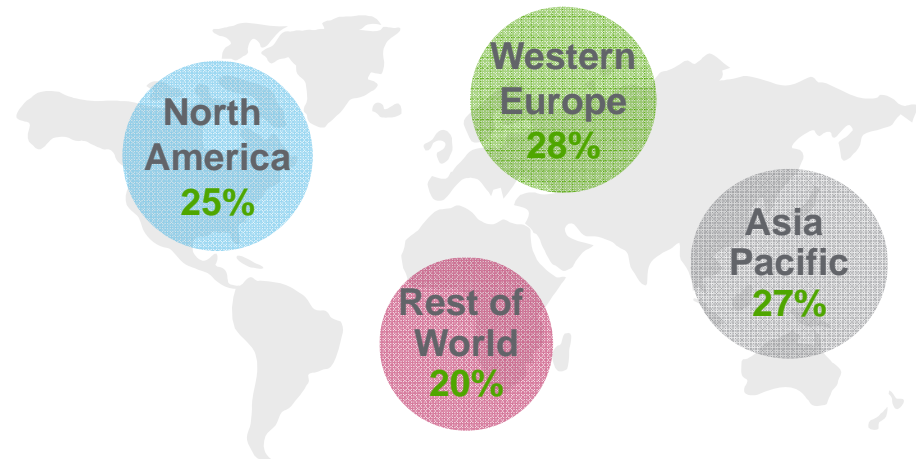 North
America
25%
Western
Europe
28%
Asia
Pacific
27%
Rest of
World
20%